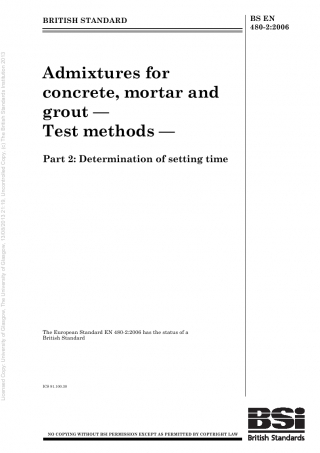 BRITISH STANDARD
BS EN
480-2:2006
Admixtures for
concrete, mortar and
grout —
Test methods —
Part 2: Determination of setting time
The European Standard EN 480-2:2006 has the status of a
British Standard
ICS 91.100.30
NO COPYING WITHOUT BSI PERMISSION EXCEPT AS PERMITTED BY COPYRIGHT LAW
BSi
British Standards
Licensed Copy: University of Glasgow, The University of Glasgow, 13/03/2013 21:16, Uncontrolled Copy, (c) The British Standards Institution 2013